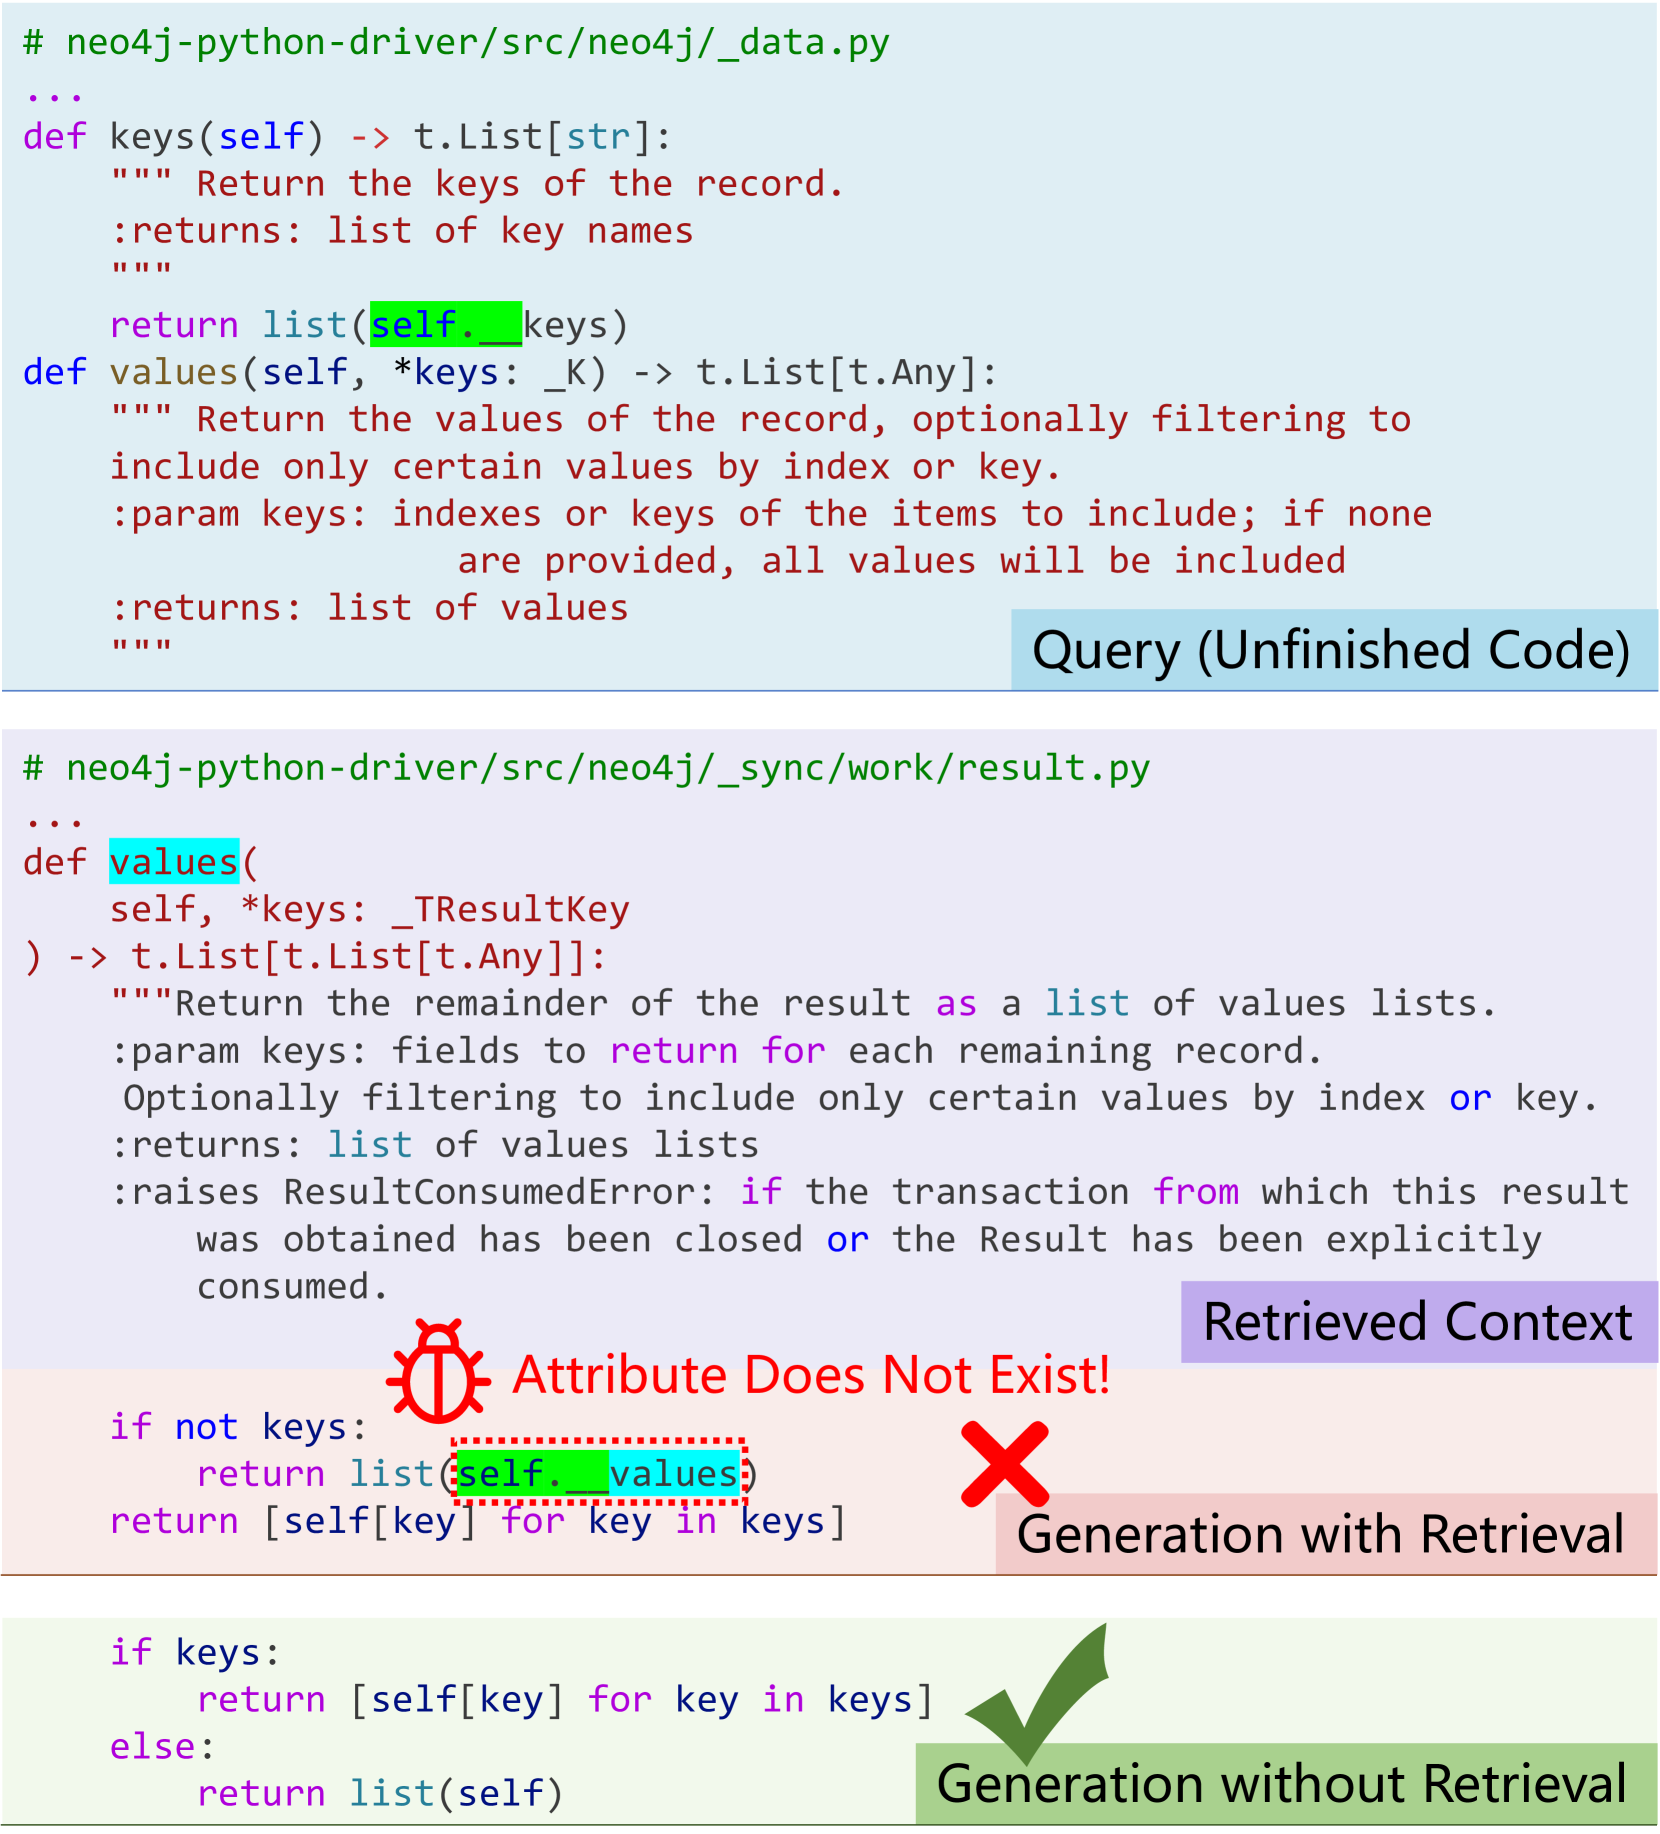 # neo4j-python-driver/src/neo4j/_data.py
...
def keys(self) -> t.List[str]:
    """ Return the keys of the record.
    :returns: list of key names
    """
    return list(self.__keys)
def values(self, *keys: _K) -> t.List[t.Any]:
    """ Return the values of the record, optionally filtering to
    include only certain values by index or key.
    :param keys: indexes or keys of the items to include; if none
                    are provided, all values will be included
    :returns: list of values
    """
Query (Unfinished Code)
# neo4j-python-driver/src/neo4j/_sync/work/result.py
...
def values(
    self, *keys: _TResultKey
) -> t.List[t.List[t.Any]]:
    """Return the remainder of the result as a list of values lists.
    :param keys: fields to return for each remaining record.
    Optionally filtering to include only certain values by index or key.
    :returns: list of values lists
    :raises ResultConsumedError: if the transaction from which this result
        was obtained has been closed or the Result has been explicitly
        consumed.
Retrieved Context
Attribute Does Not Exist!
    if not keys:
        return list(self.__values)
    return [self[key] for key in keys]
Generation with Retrieval
    if keys:
        return [self[key] for key in keys]
    else:
        return list(self)
Generation without Retrieval